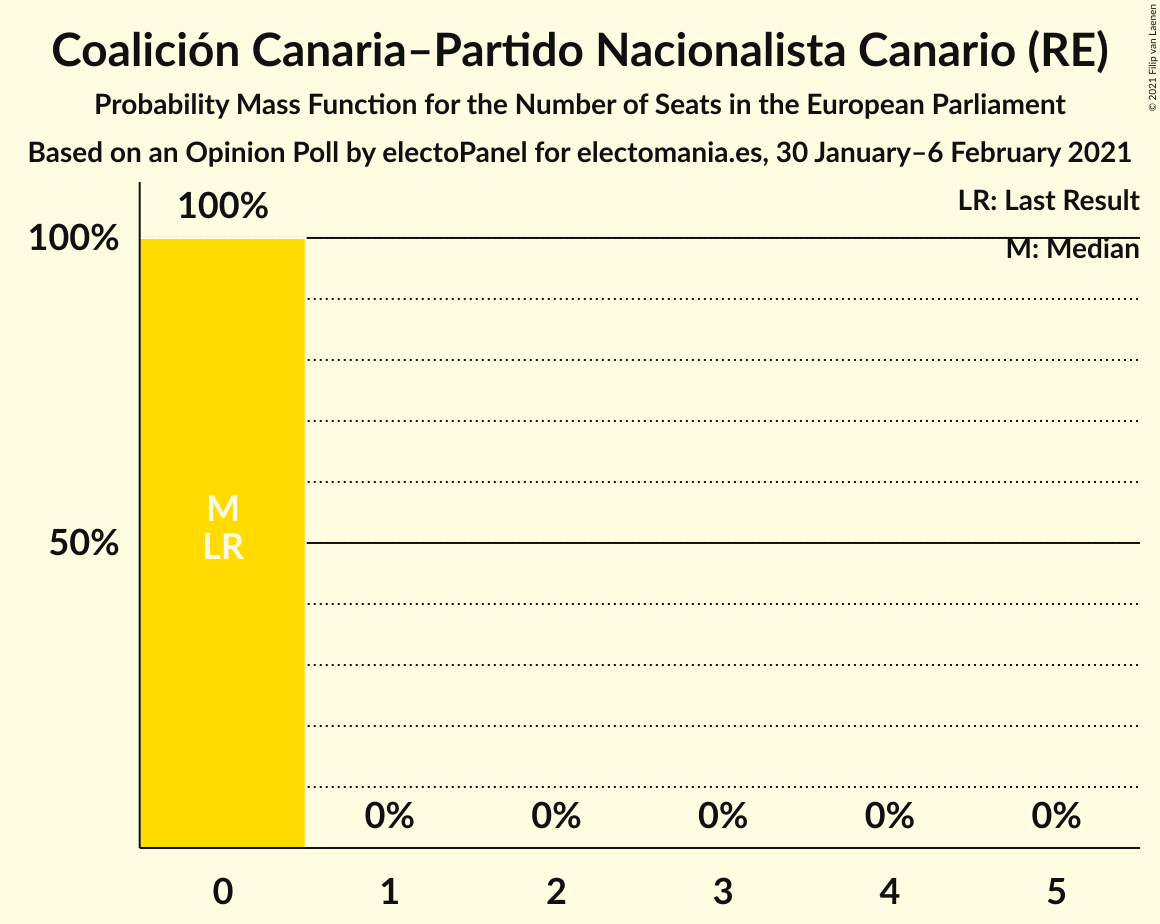 Coalición Canaria–Partido Nacionalista Canario (RE)
Probability Mass Function for the Number of Seats in the European Parliament
Based on an Opinion Poll by electoPanel for electomania.es, 30 January–6 February 2021
© 2021 Filip van Laenen
LR: Last Result
M: Median
100%
100%
50%
M
LR
0% 0% 0% 0% 0%
0 1 2 3 4 5